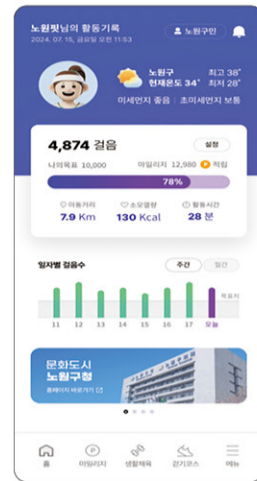 노원핏님의 활동기록
노원구민
2024. 07. 15, 금요일 오전 11:53
노원구 최고 38°
현재온도 34° 최저 28°
미세먼지 좋음 | 초미세먼지 보통
4,874 걸음
설정
나의목표 10,000
마일리지 12,980 P 적립
78%
이동거리
소모열량
활동시간
7.9 Km
130 Kcal
28 분
일자별 걸음수
주간
월간
목표치
11 12 13 14 15 16 17 오늘
문화도시
노원구청
홈페이지 바로가기
홈
마일리지
생활체육
걷기코스
메뉴